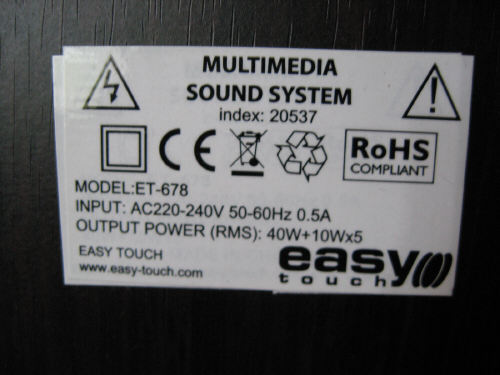 MULTIMEDIA
SOUND SYSTEM
index: 20537
CE
RoHS
COMPLIANT
MODEL:ET-678
INPUT: AC220-240V 50-60Hz 0.5A
OUTPUT POWER (RMS): 40W+10Wx5
EASY TOUCH
www.easy-touch.com
easy
touch